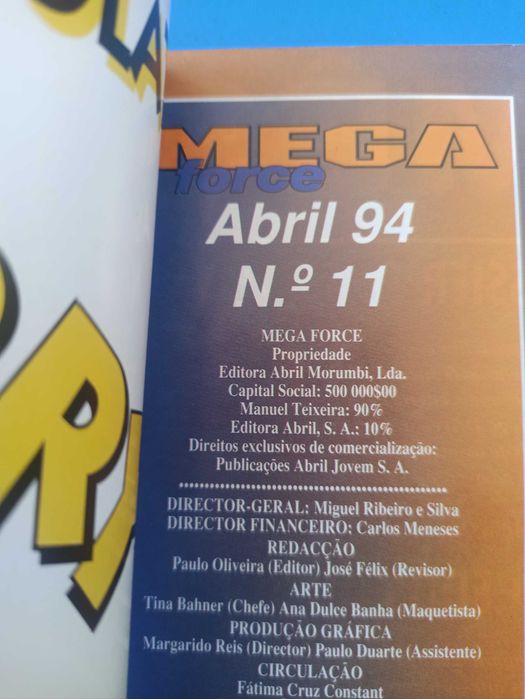 MEGA
force
Abril 94
N.º 11
MEGA FORCE
Propriedade
Editora Abril Morumbi, Lda.
Capital Social: 500 000$00
Manuel Teixeira: 90%
Editora Abril, S. A.: 10%
Direitos exclusivos de comercialização:
Publicações Abril Jovem S. A.
DIRECTOR-GERAL: Miguel Ribeiro e Silva
DIRECTOR FINANCEIRO: Carlos Meneses
REDACÇÃO
Paulo Oliveira (Editor) José Félix (Revisor)
ARTE
Tina Bahner (Chefe) Ana Dulce Banha (Maquetista)
PRODUÇÃO GRÁFICA
Margarido Reis (Director) Paulo Duarte (Assistente)
CIRCULAÇÃO
Fátima Cruz Constant